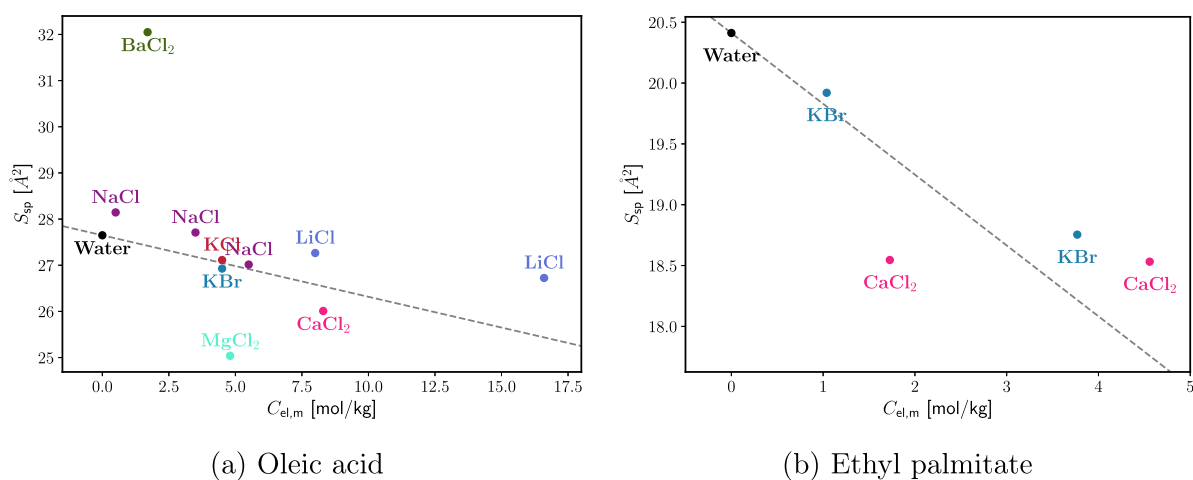 32
31
30
29
28
27
26
25
S_sp [Å²]
BaCl₂
NaCl
NaCl
Water
KCl
NaCl
KBr
LiCl
LiCl
CaCl₂
MgCl₂
0.0 2.5 5.0 7.5 10.0 12.5 15.0 17.5
C_el,m [mol/kg]
(a) Oleic acid
20.5
20.0
19.5
19.0
18.5
18.0
S_sp [Å²]
Water
KBr
KBr
CaCl₂
CaCl₂
0 1 2 3 4 5
C_el,m [mol/kg]
(b) Ethyl palmitate